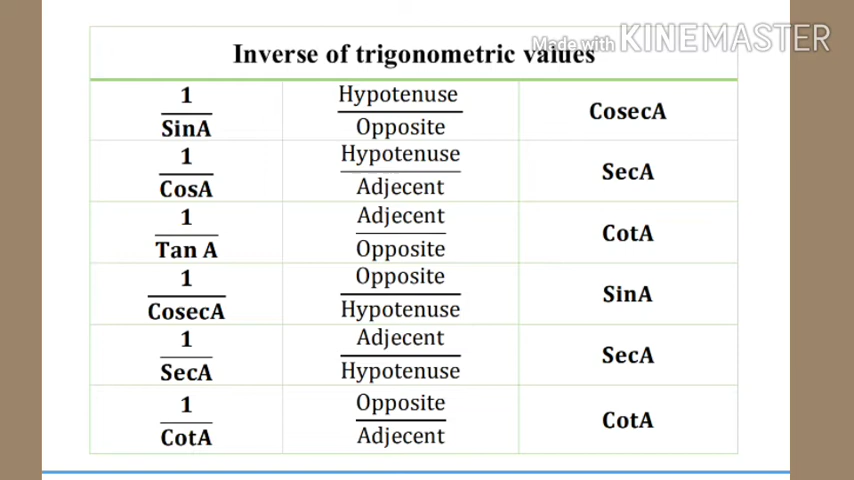 Made with KINEMASTER
Inverse of trigonometric values
1
SinA
Hypotenuse
Opposite
CosecA
1
CosA
Hypotenuse
Adjecent
SecA
1
Tan A
Adjecent
Opposite
CotA
1
CosecA
Opposite
Hypotenuse
SinA
1
SecA
Adjecent
Hypotenuse
SecA
1
CotA
Opposite
Adjecent
CotA